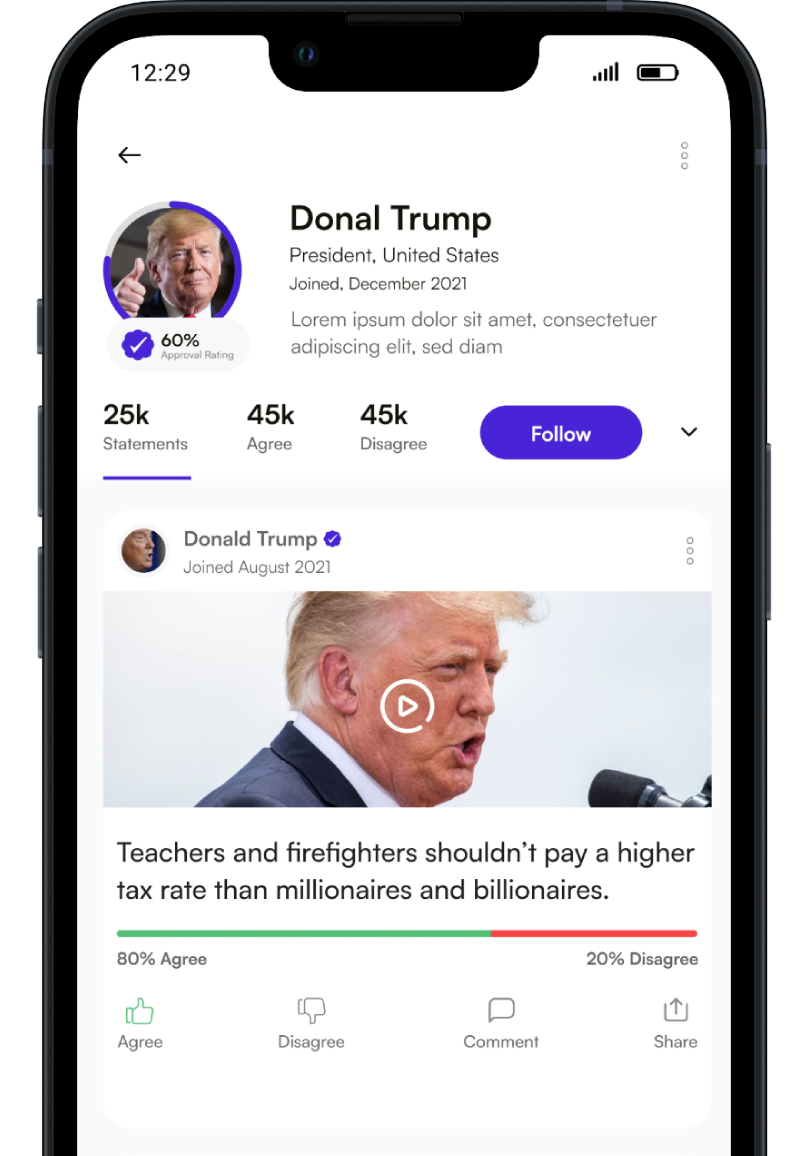 12:29
Donal Trump
President, United States
Joined, December 2021
Lorem ipsum dolor sit amet, consectetuer
adipiscing elit, sed diam
60%
Approval Rating
25k
Statements
45k
Agree
45k
Disagree
Follow
Donald Trump
Joined August 2021
Teachers and firefighters shouldn't pay a higher
tax rate than millionaires and billionaires.
80% Agree
20% Disagree
Agree
Disagree
Comment
Share